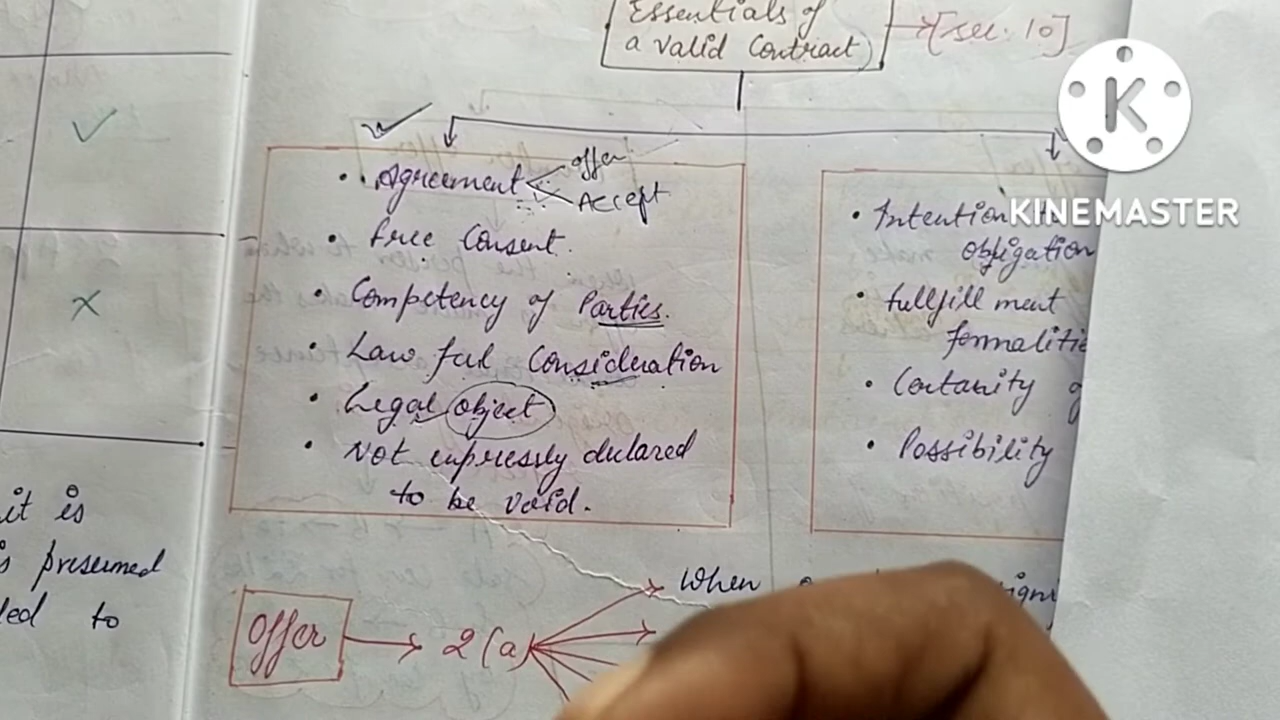 Essentials of
a valid Contract)
[sec. 10]
• Agreement
offer
Accept
• free Consent.
• Competency of Parties.
• Law ful Consideration
• Legal object
• Not expressly declared
to be void.
• Intention
obligation
• fullfill ment
formalitie
• Certanity
• Possibility
KINEMASTER
it is
presumed
to
offer
2(a)
When